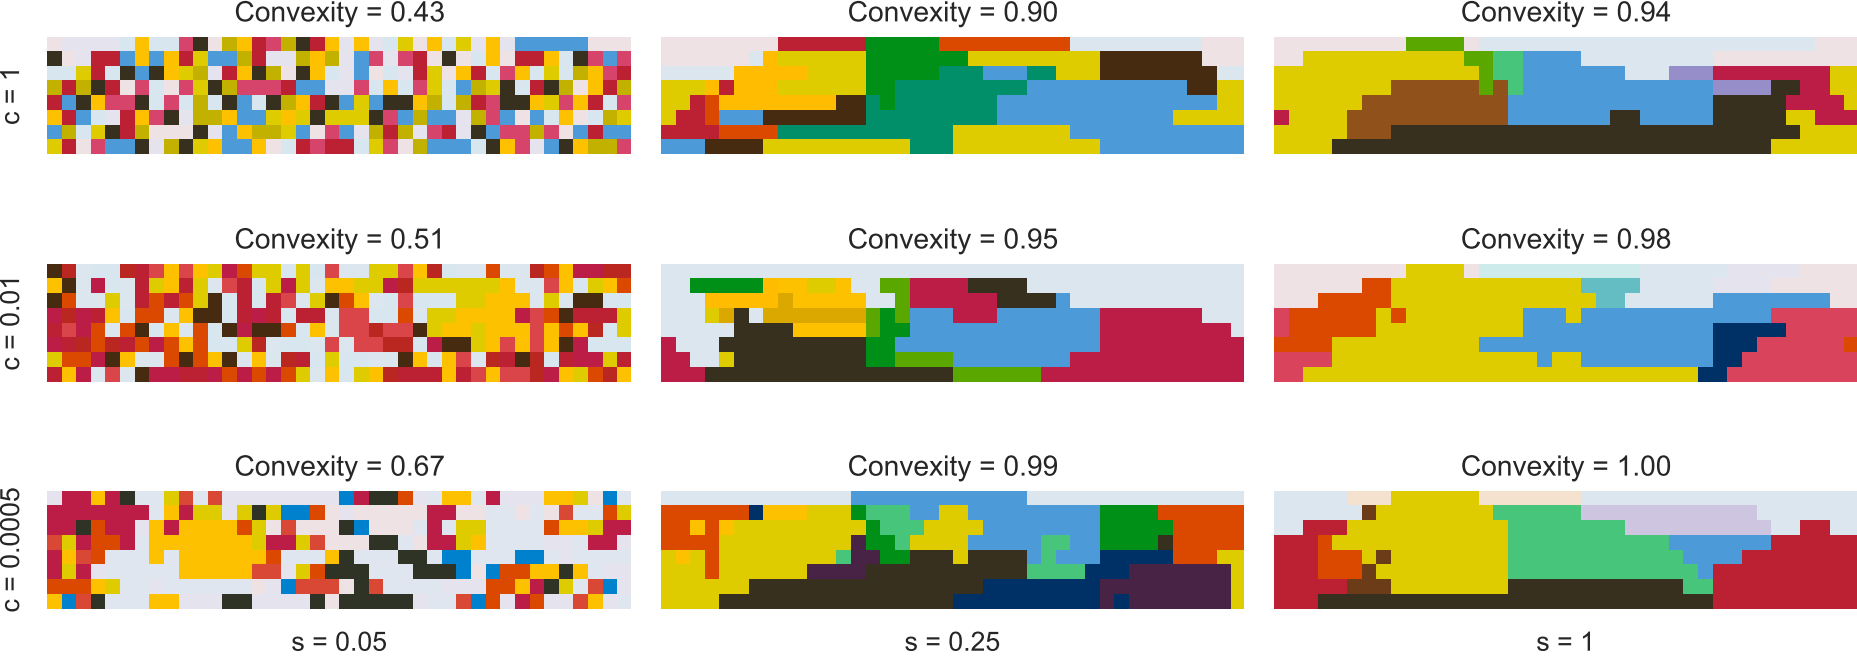 Convexity = 0.43
Convexity = 0.90
Convexity = 0.94
c = 1
Convexity = 0.51
Convexity = 0.95
Convexity = 0.98
c = 0.01
Convexity = 0.67
Convexity = 0.99
Convexity = 1.00
c = 0.0005
s = 0.05
s = 0.25
s = 1